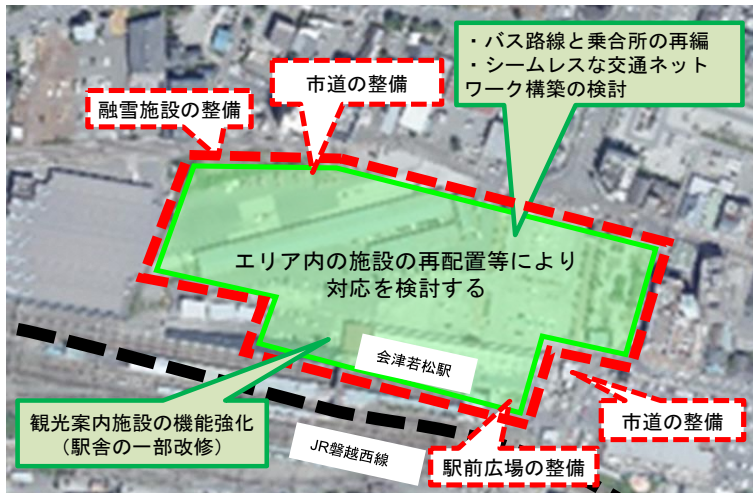 ・バス路線と乗合所の再編
・シームレスな交通ネット
ワーク構築の検討
市道の整備
融雪施設の整備
エリア内の施設の再配置等により
対応を検討する
会津若松駅
観光案内施設の機能強化
（駅舎の一部改修）
JR磐越西線
駅前広場の整備
市道の整備